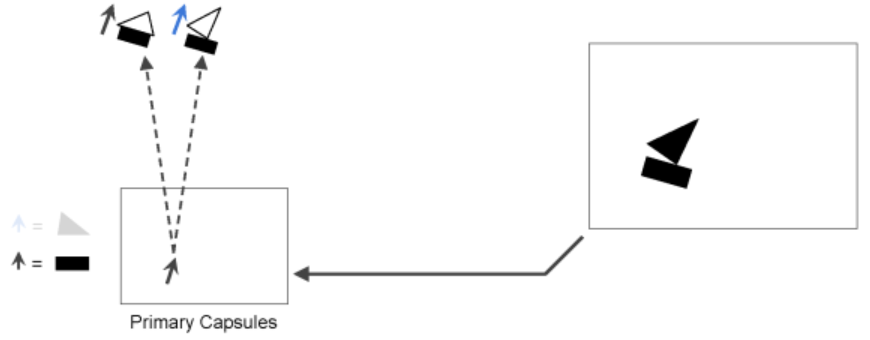 =
=
Primary Capsules